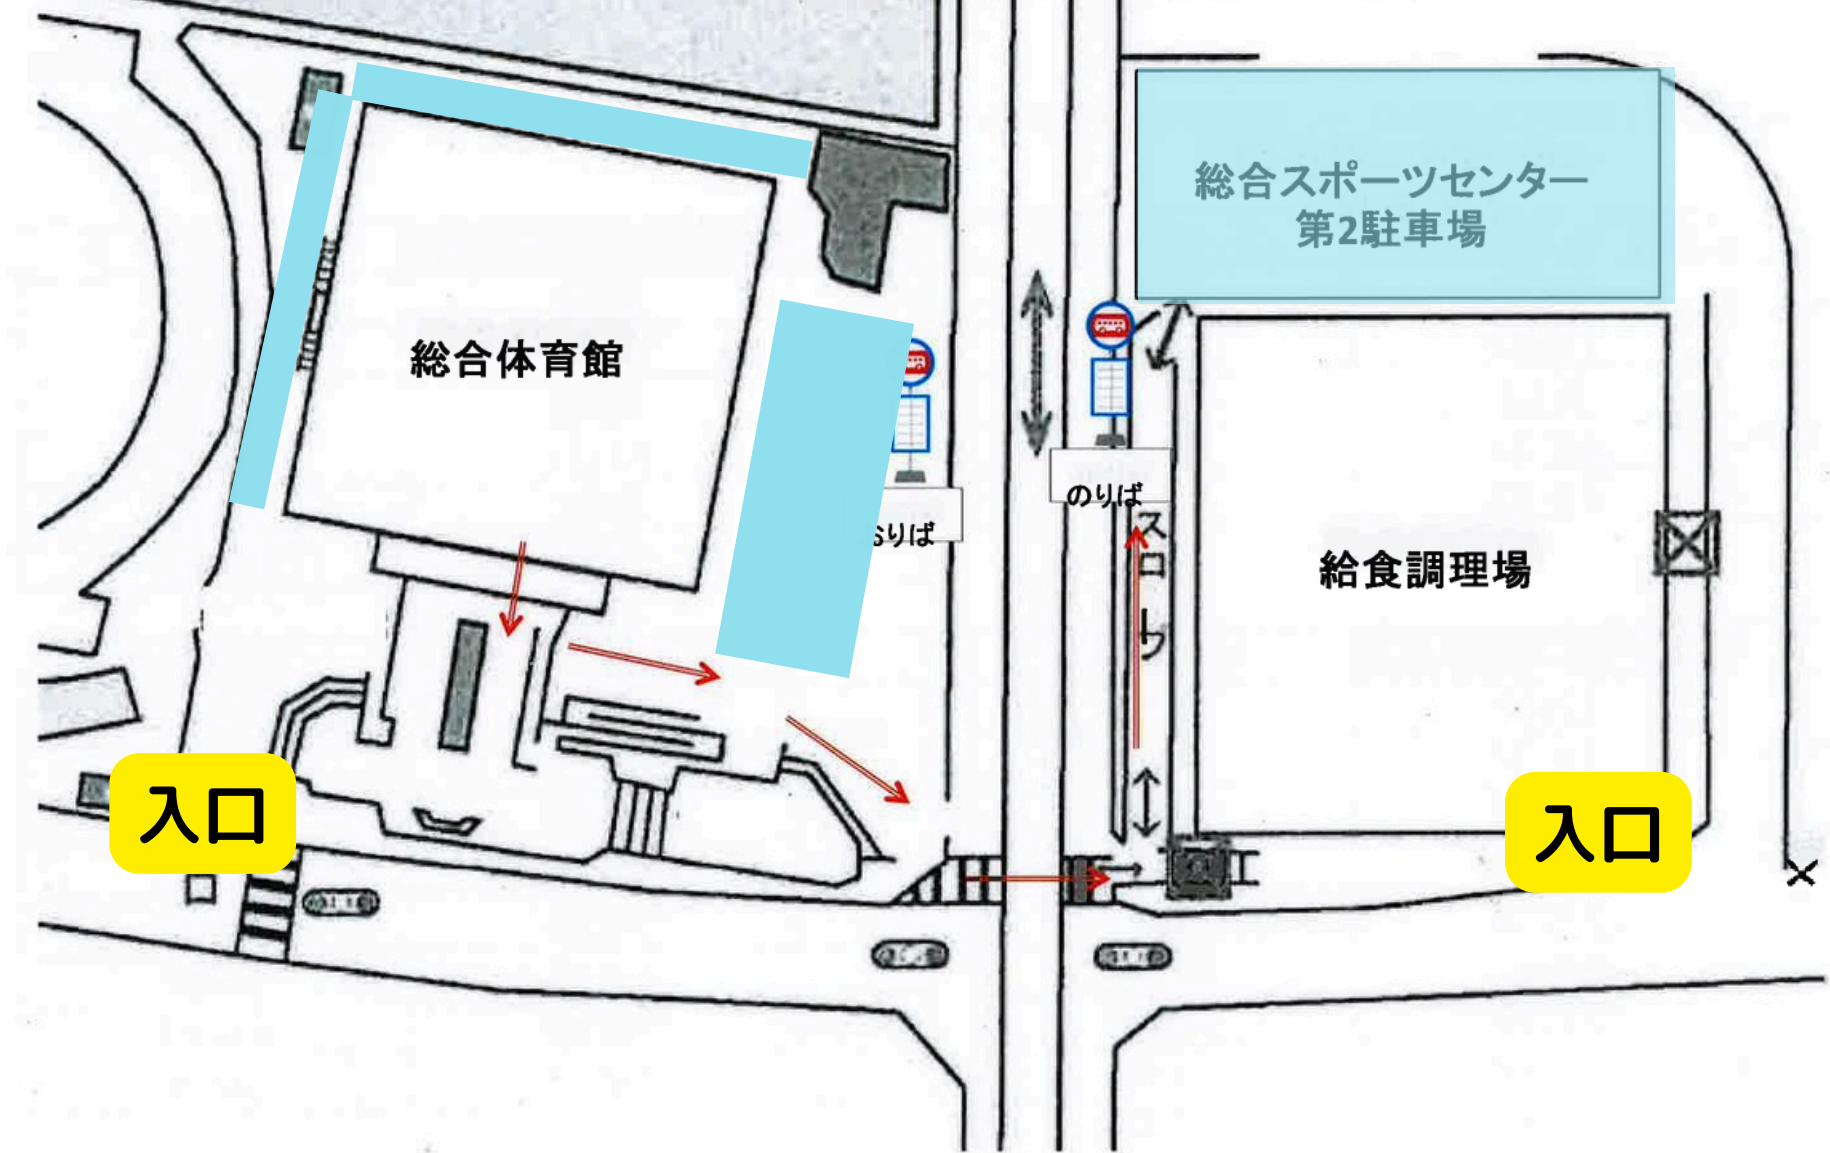 総合スポーツセンター
第2駐車場
総合体育館
のりば
おりば
スロープ
給食調理場
入口
入口